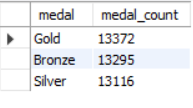 medal medal_count
Gold 13372
Bronze 13295
Silver 13116